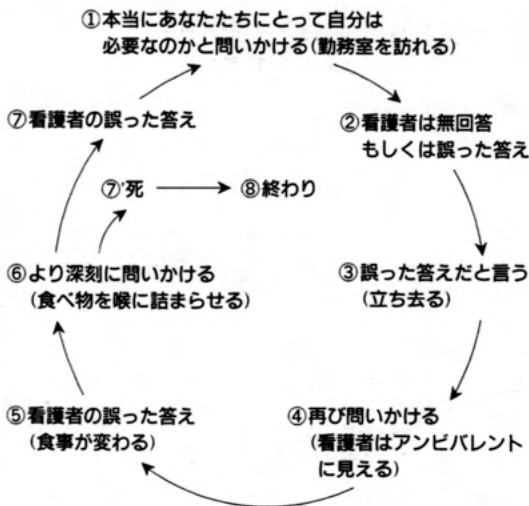 ①本当にあなたたちにとって自分は
必要なのかと問いかける(勤務室を訪れる)
②看護者は無回答
もしくは誤った答え
③誤った答えだと言う
(立ち去る)
④再び問いかける
(看護者はアンビバレント
に見える)
⑤看護者の誤った答え
(食事が変わる)
⑥より深刻に問いかける
(食べ物を喉に詰まらせる)
⑦看護者の誤った答え
⑦'死
⑧終わり